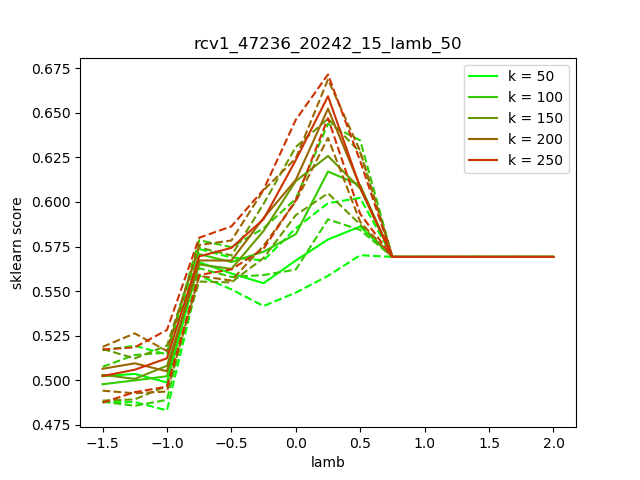 rcv1_47236_20242_15_lamb_50
k = 50
k = 100
k = 150
k = 200
k = 250
sklearn score
0.675
0.650
0.625
0.600
0.575
0.550
0.525
0.500
0.475
−1.5 −1.0 −0.5 0.0 0.5 1.0 1.5 2.0
lamb